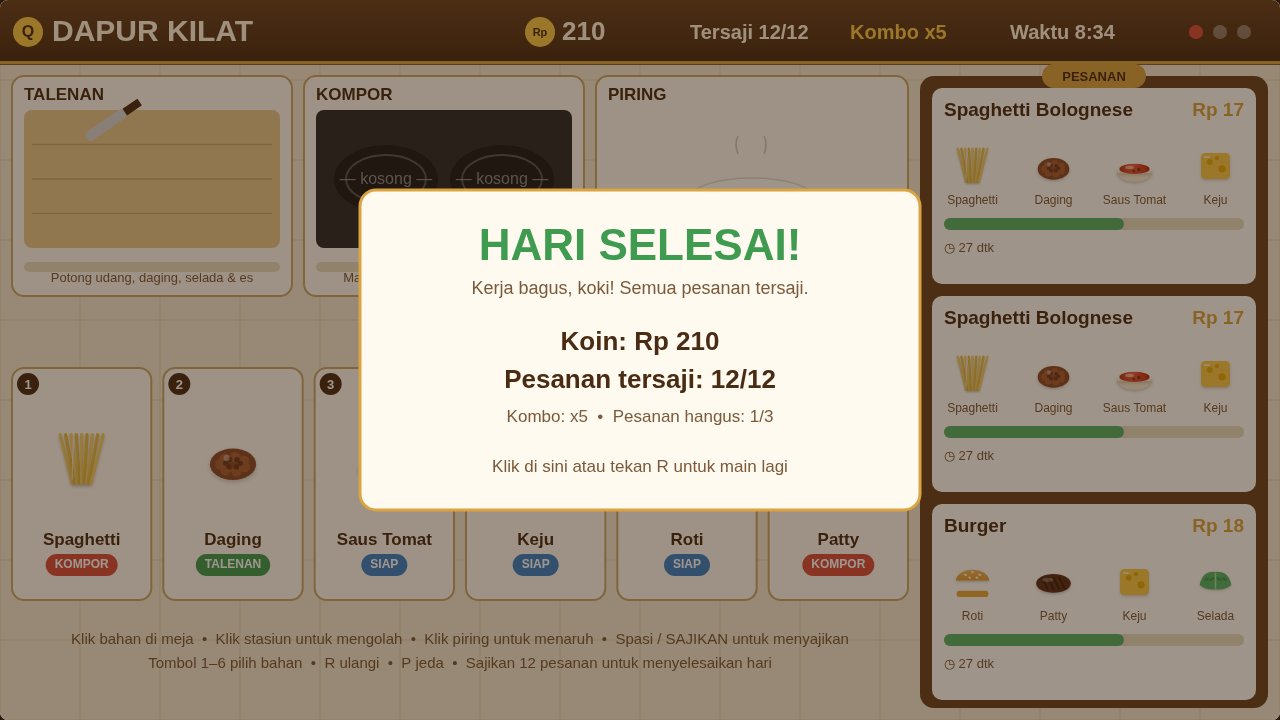 Q DAPUR KILAT
Rp 210
Tersaji 12/12
Kombo x5
Waktu 8:34
TALENAN
Potong udang, daging, selada & es
KOMPOR
kosong
kosong
PIRING
PESANAN
Spaghetti Bolognese Rp 17
Spaghetti Daging Saus Tomat Keju
27 dtk
Spaghetti Bolognese Rp 17
Spaghetti Daging Saus Tomat Keju
27 dtk
Burger Rp 18
Roti Patty Keju Selada
27 dtk
HARI SELESAI!
Kerja bagus, koki! Semua pesanan tersaji.
Koin: Rp 210
Pesanan tersaji: 12/12
Kombo: x5 • Pesanan hangus: 1/3
Klik di sini atau tekan R untuk main lagi
1
Spaghetti
KOMPOR
2
Daging
TALENAN
3
Saus Tomat
SIAP
Keju
SIAP
Roti
SIAP
Patty
KOMPOR
Klik bahan di meja • Klik stasiun untuk mengolah • Klik piring untuk menaruh • Spasi / SAJIKAN untuk menyajikan
Tombol 1–6 pilih bahan • R ulangi • P jeda • Sajikan 12 pesanan untuk menyelesaikan hari